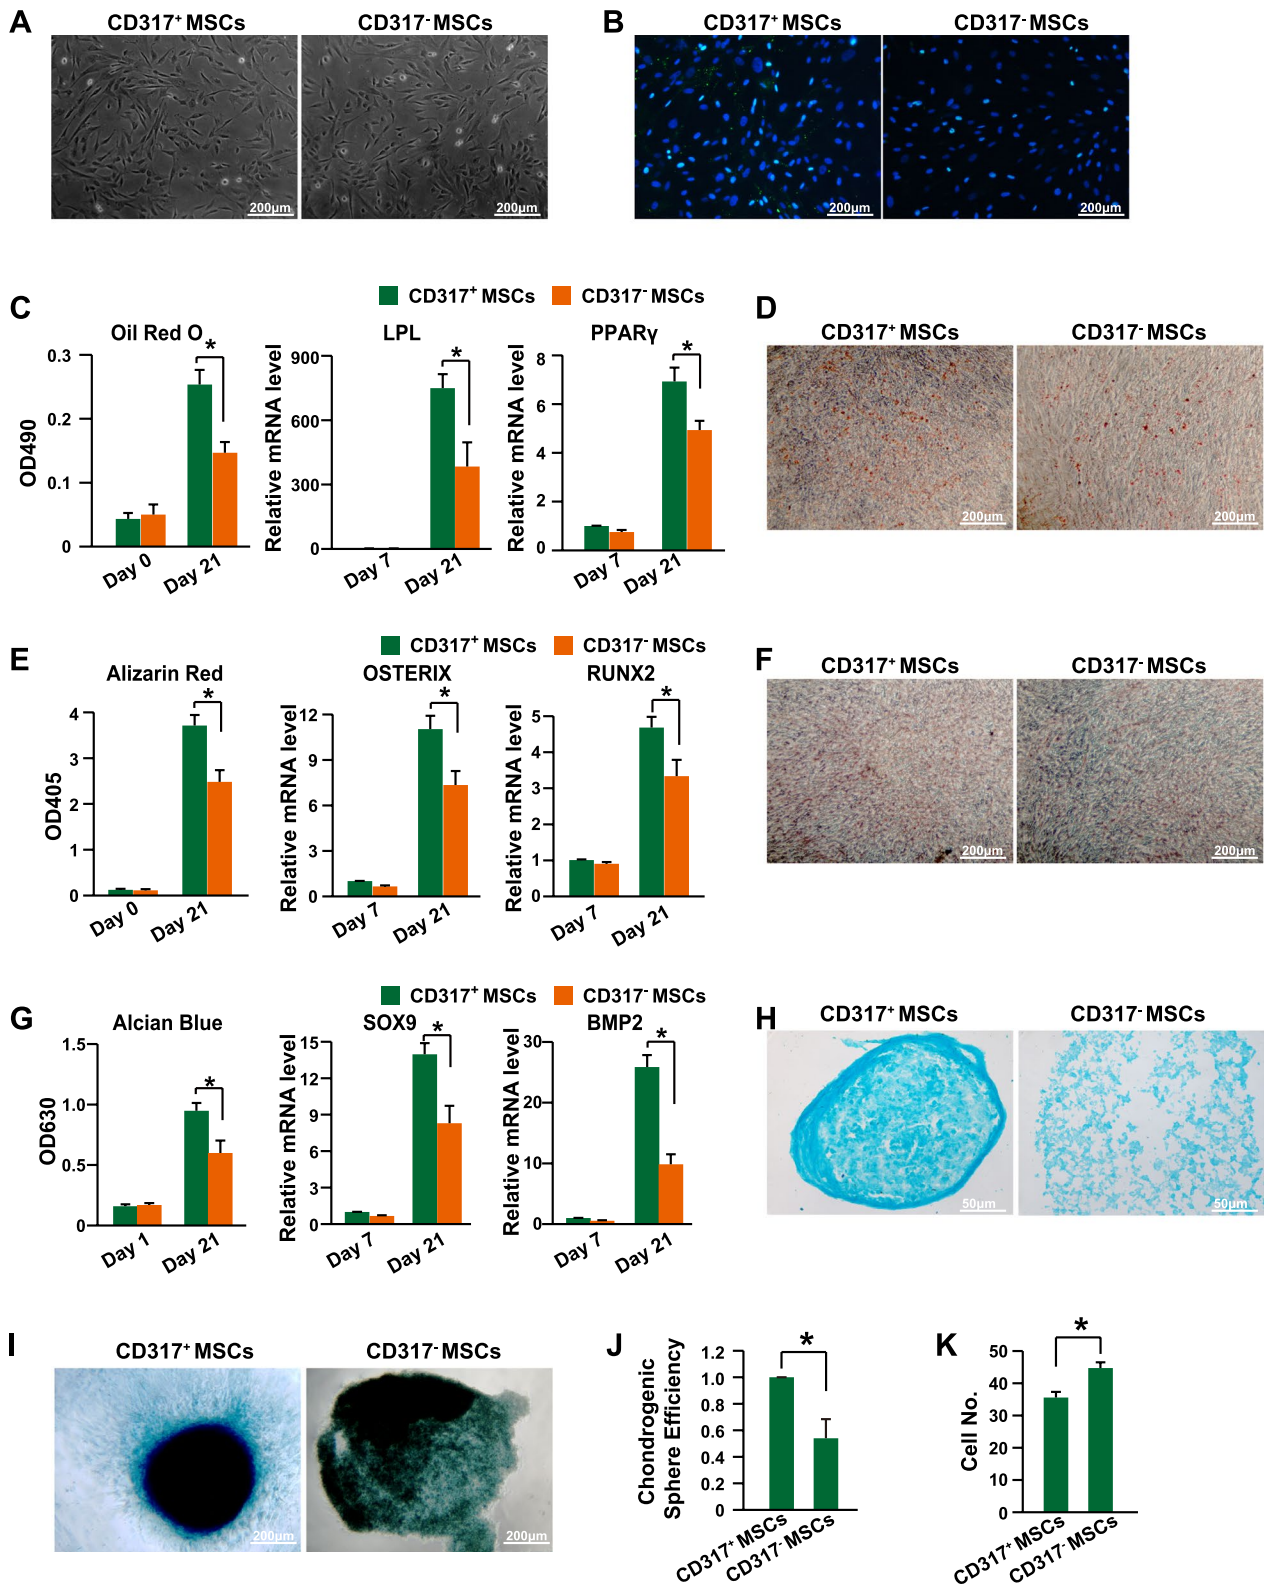 A
CD317+ MSCs
CD317- MSCs
200μm
200μm
B
CD317+ MSCs
CD317- MSCs
200μm
200μm
C
CD317+ MSCs
CD317- MSCs
Oil Red O
OD490
0.3
0.2
0.1
0
Day 0
Day 21
*
LPL
Relative mRNA level
900
600
300
0
Day 7
Day 21
*
PPARγ
Relative mRNA level
8
6
4
2
0
Day 7
Day 21
*
D
CD317+ MSCs
CD317- MSCs
200μm
200μm
E
CD317+ MSCs
CD317- MSCs
Alizarin Red
OD405
4
3
2
1
0
Day 0
Day 21
*
OSTERIX
Relative mRNA level
12
9
6
3
0
Day 7
Day 21
*
RUNX2
Relative mRNA level
5
4
3
2
1
0
Day 7
Day 21
*
F
CD317+ MSCs
CD317- MSCs
200μm
200μm
G
CD317+ MSCs
CD317- MSCs
Alcian Blue
OD630
1.5
1.0
0.5
0
Day 1
Day 21
*
SOX9
Relative mRNA level
15
12
9
6
3
0
Day 7
Day 21
*
BMP2
Relative mRNA level
30
20
10
0
Day 7
Day 21
*
H
CD317+ MSCs
CD317- MSCs
50μm
50μm
I
CD317+ MSCs
CD317- MSCs
200μm
200μm
J
Chondrogenic
Sphere Efficiency
1.2
1.0
0.8
0.6
0.4
0.2
0
CD317+ MSCs
CD317- MSCs
*
K
Cell No.
50
40
30
20
10
0
CD317+ MSCs
CD317- MSCs
*